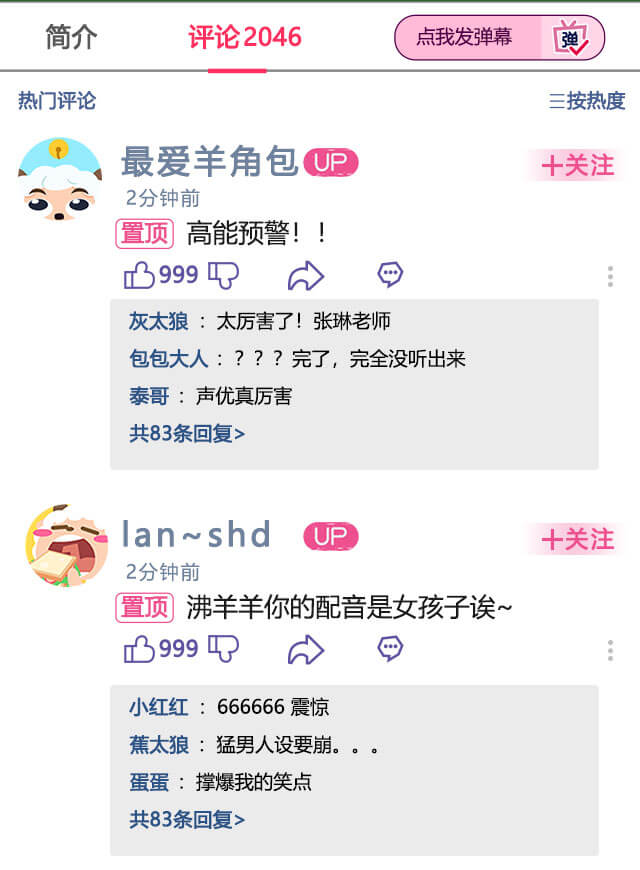 简介
评论2046
点我发弹幕 弹
热门评论
三按热度
最爱羊角包 UP
+关注
2分钟前
置顶 高能预警！！
999
灰太狼 ： 太厉害了！张琳老师
包包大人 ： ？？？完了，完全没听出来
泰哥 ： 声优真厉害
共83条回复>
lan~shd UP
+关注
2分钟前
置顶 沸羊羊你的配音是女孩子诶~
999
小红红 ： 666666 震惊
蕉太狼 ： 猛男人设要崩。。。
蛋蛋 ： 撑爆我的笑点
共83条回复>